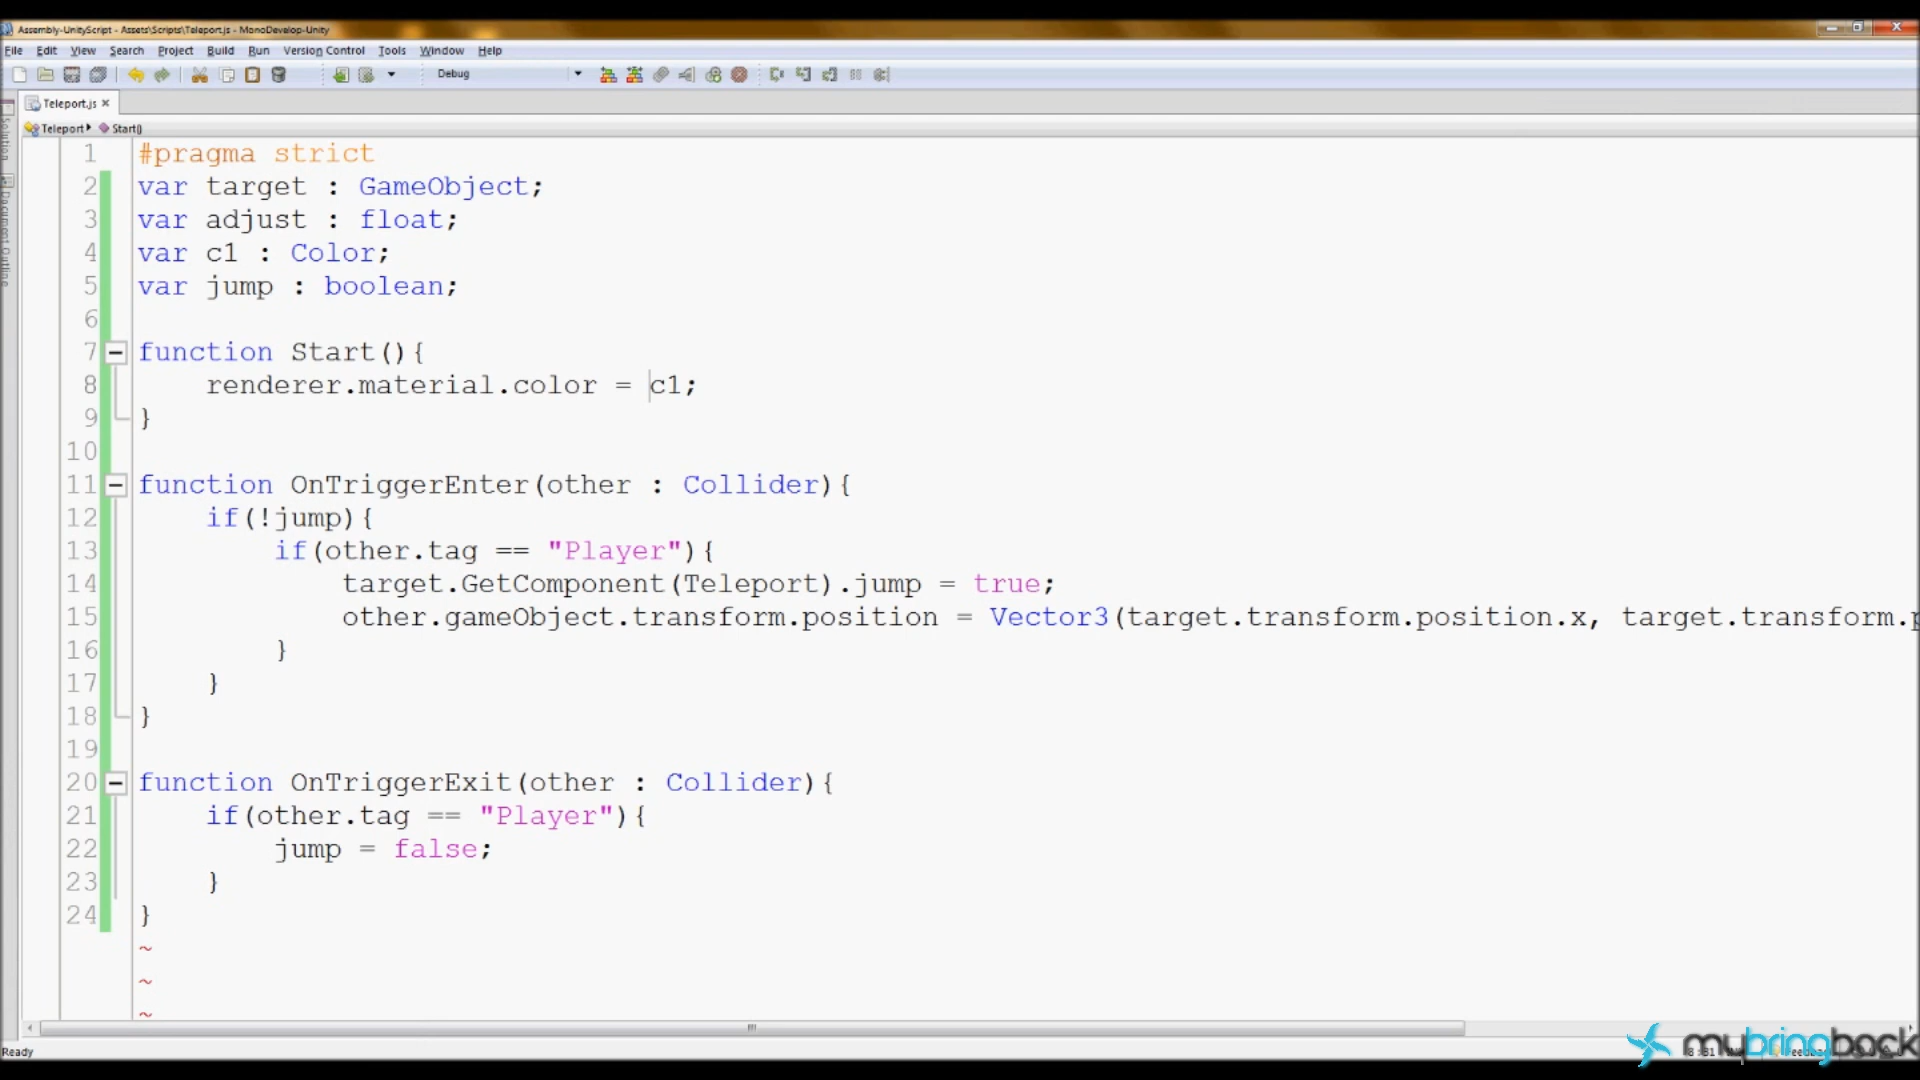 Assembly-UnityScript - Assets\Scripts\Teleport.js - MonoDevelop-Unity
File Edit View Search Project Build Run Version Control Tools Window Help
Debug
Teleport.js
Teleport Start()
Solution
Document Outline
1 #pragma strict
2 var target : GameObject;
3 var adjust : float;
4 var c1 : Color;
5 var jump : boolean;
6
7 function Start(){
8 renderer.material.color = c1;
9 }
10
11 function OnTriggerEnter(other : Collider){
12 if(!jump){
13 if(other.tag == "Player"){
14 target.GetComponent(Teleport).jump = true;
15 other.gameObject.transform.position = Vector3(target.transform.position.x, target.transform.p
16 }
17 }
18 }
19
20 function OnTriggerExit(other : Collider){
21 if(other.tag == "Player"){
22 jump = false;
23 }
24 }
~
~
~
Ready
mybringback